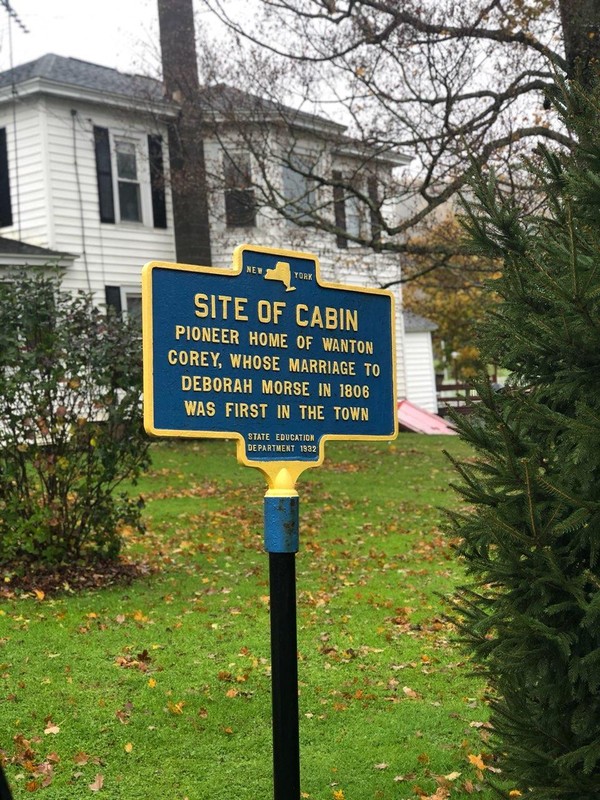 NEW YORK
SITE OF CABIN
PIONEER HOME OF WANTON
COREY, WHOSE MARRIAGE TO
DEBORAH MORSE IN 1806
WAS FIRST IN THE TOWN
STATE EDUCATION
DEPARTMENT 1932